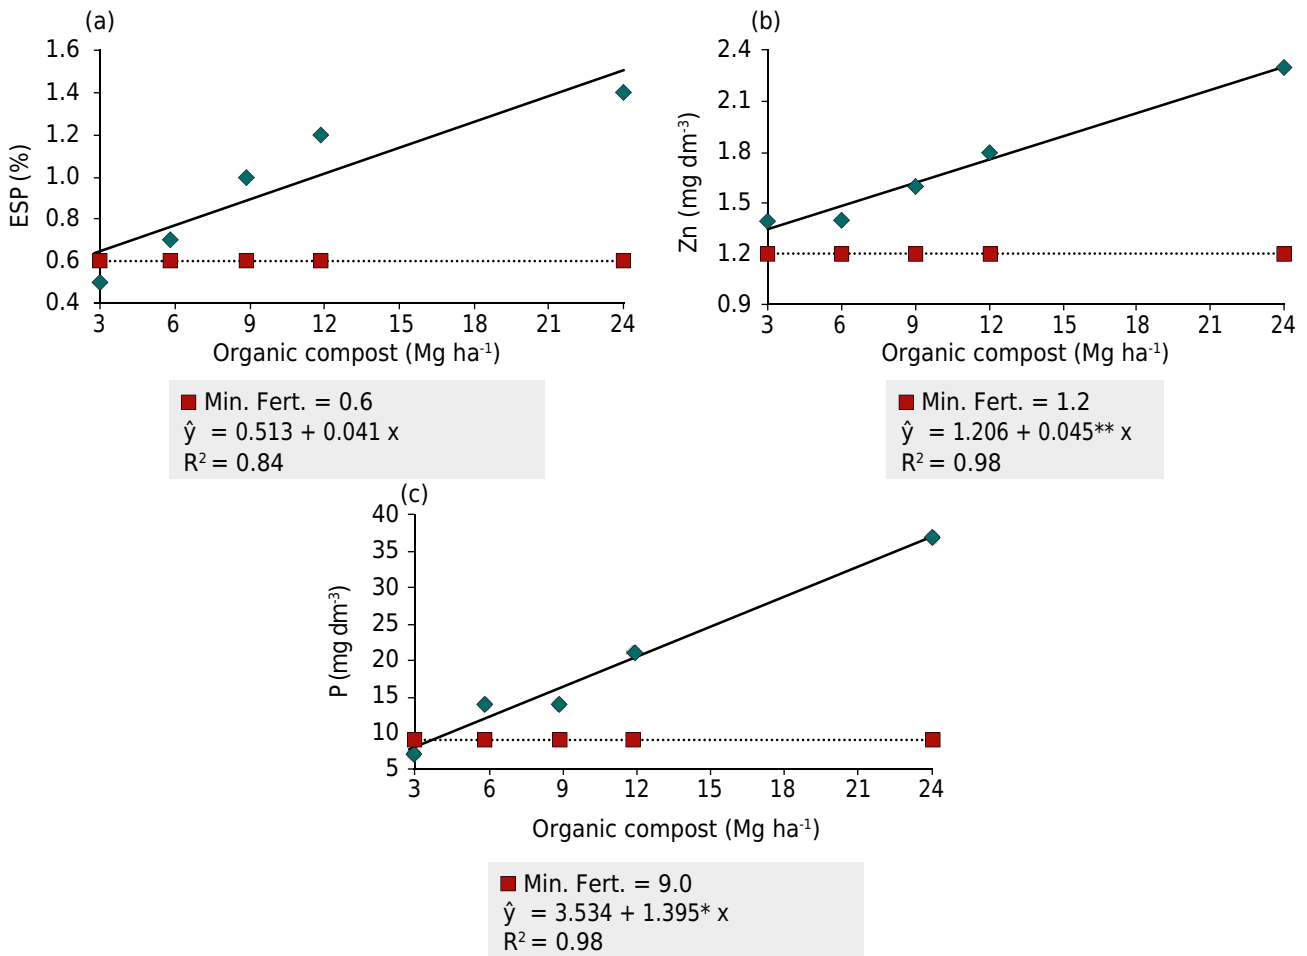 (a)
1.6
1.4
1.2
1.0
0.8
0.6
0.4
ESP (%)
3 6 9 12 15 18 21 24
Organic compost (Mg ha⁻¹)
Min. Fert. = 0.6
ŷ = 0.513 + 0.041 x
R² = 0.84
(b)
2.4
2.1
1.8
1.5
1.2
0.9
Zn (mg dm⁻³)
3 6 9 12 15 18 21 24
Organic compost (Mg ha⁻¹)
Min. Fert. = 1.2
ŷ = 1.206 + 0.045** x
R² = 0.98
(c)
40
35
30
25
20
15
10
5
P (mg dm⁻³)
3 6 9 12 15 18 21 24
Organic compost (Mg ha⁻¹)
Min. Fert. = 9.0
ŷ = 3.534 + 1.395* x
R² = 0.98